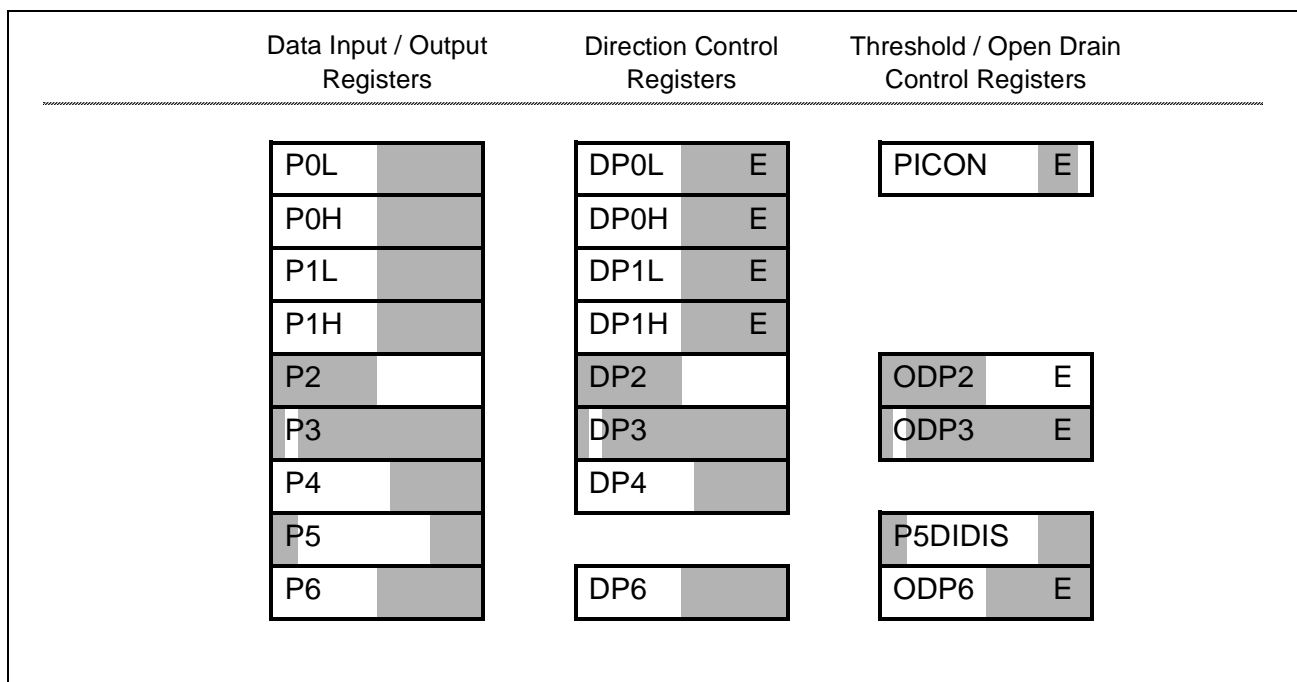 Data Input / Output Registers
Direction Control Registers
Threshold / Open Drain Control Registers
P0L DP0L E PICON E
P0H DP0H E
P1L DP1L E
P1H DP1H E
P2 DP2 ODP2 E
P3 DP3 ODP3 E
P4 DP4
P5 P5DIDIS
P6 DP6 ODP6 E